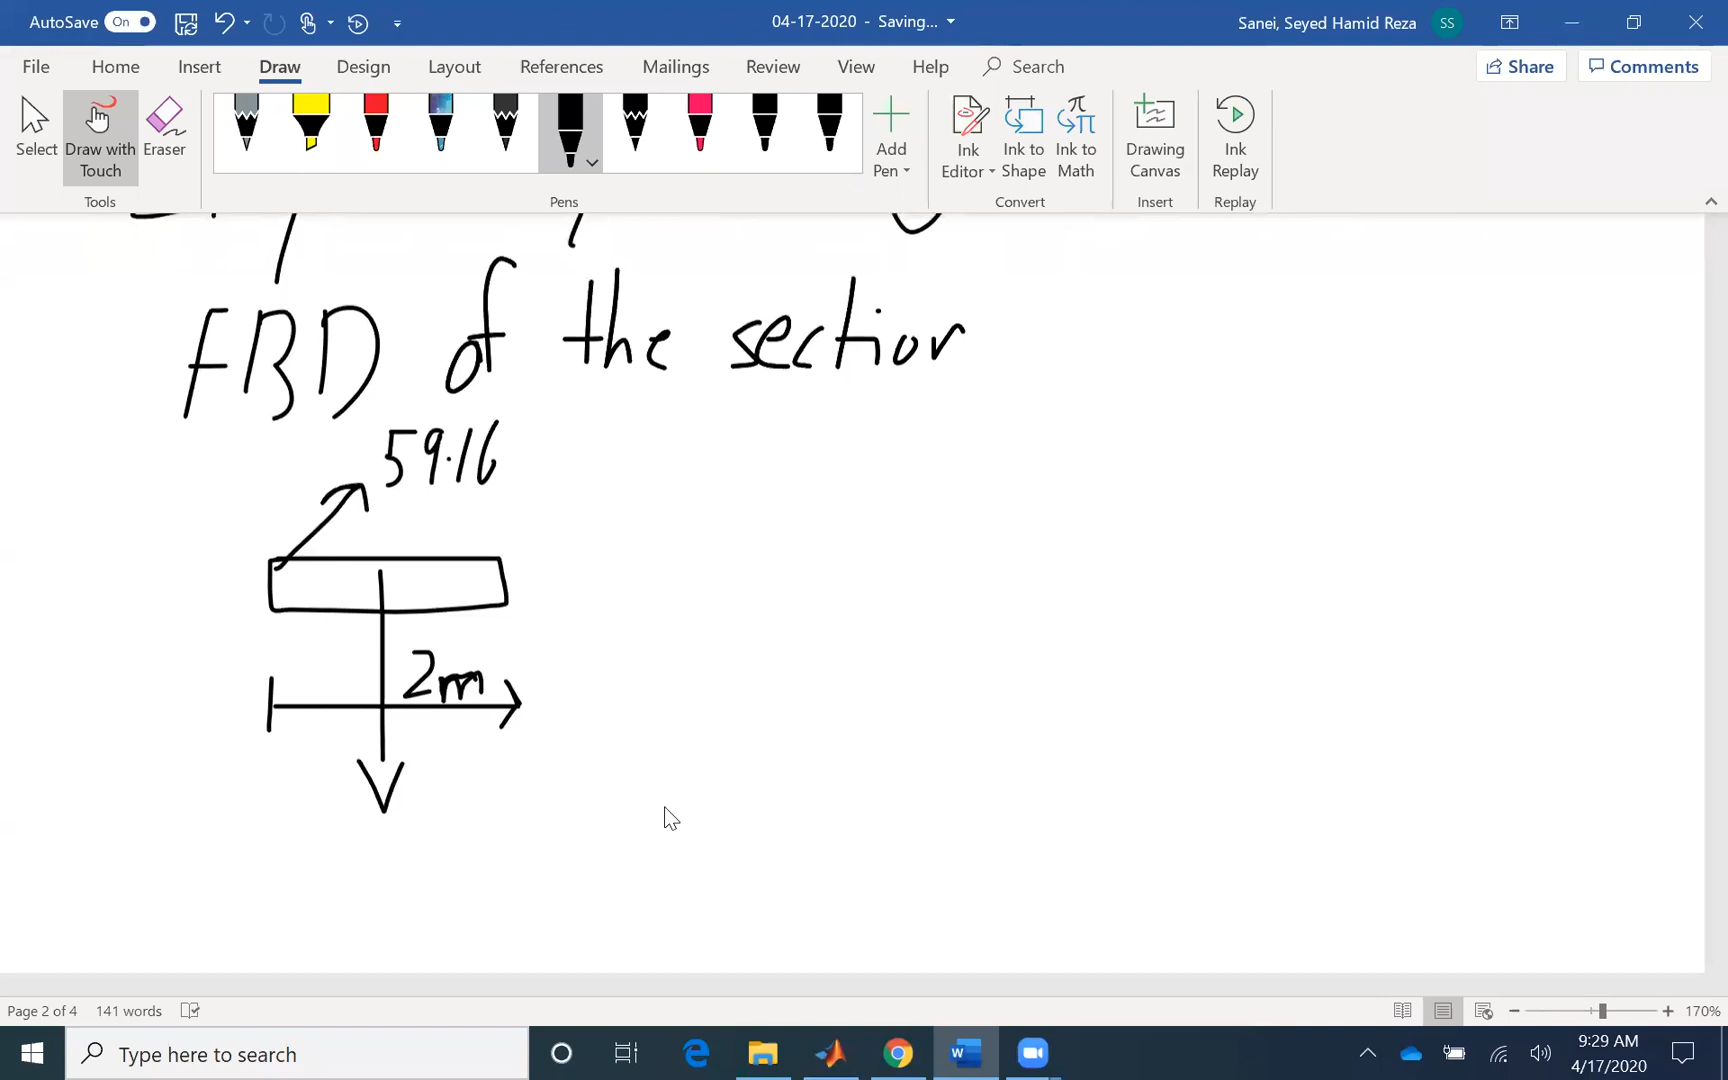 AutoSave On 04-17-2020 - Saving... Sanei, Seyed Hamid Reza SS
File Home Insert Draw Design Layout References Mailings Review View Help Search Share Comments
Select Draw with Touch Eraser Add Pen Ink Editor Ink to Shape Ink to Math Drawing Canvas Ink Replay
Tools Pens Convert Insert Replay
FBD of the section
59.16
2m
Page 2 of 4 141 words 170%
Type here to search 9:29 AM
4/17/2020